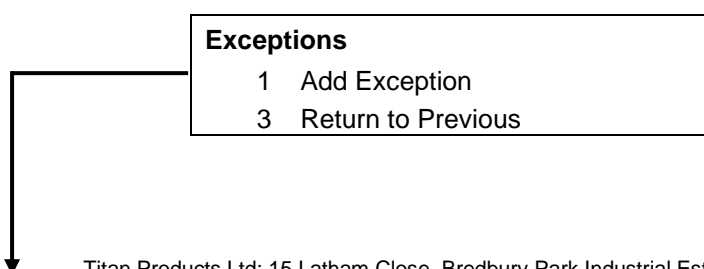 Exceptions
1 Add Exception
3 Return to Previous
Titan Products Ltd: 15 Latham Close, Bredbury Park Industrial Est